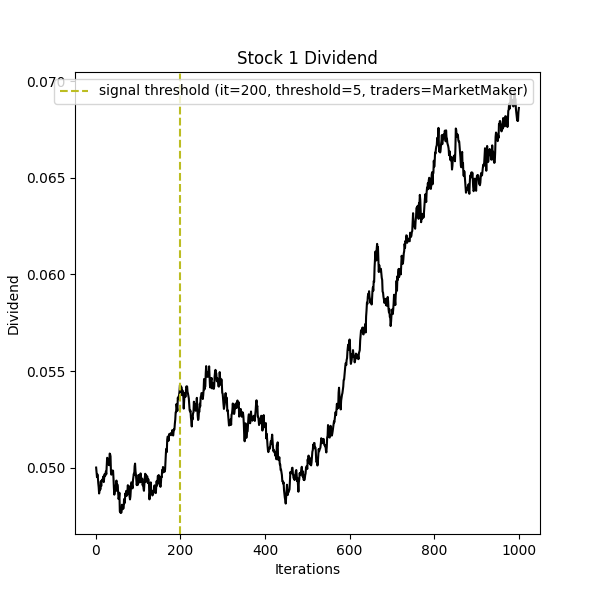 Stock 1 Dividend
0.070
signal threshold (it=200, threshold=5, traders=MarketMaker)
0.065
0.060
Dividend
0.055
0.050
0 200 400 600 800 1000
Iterations